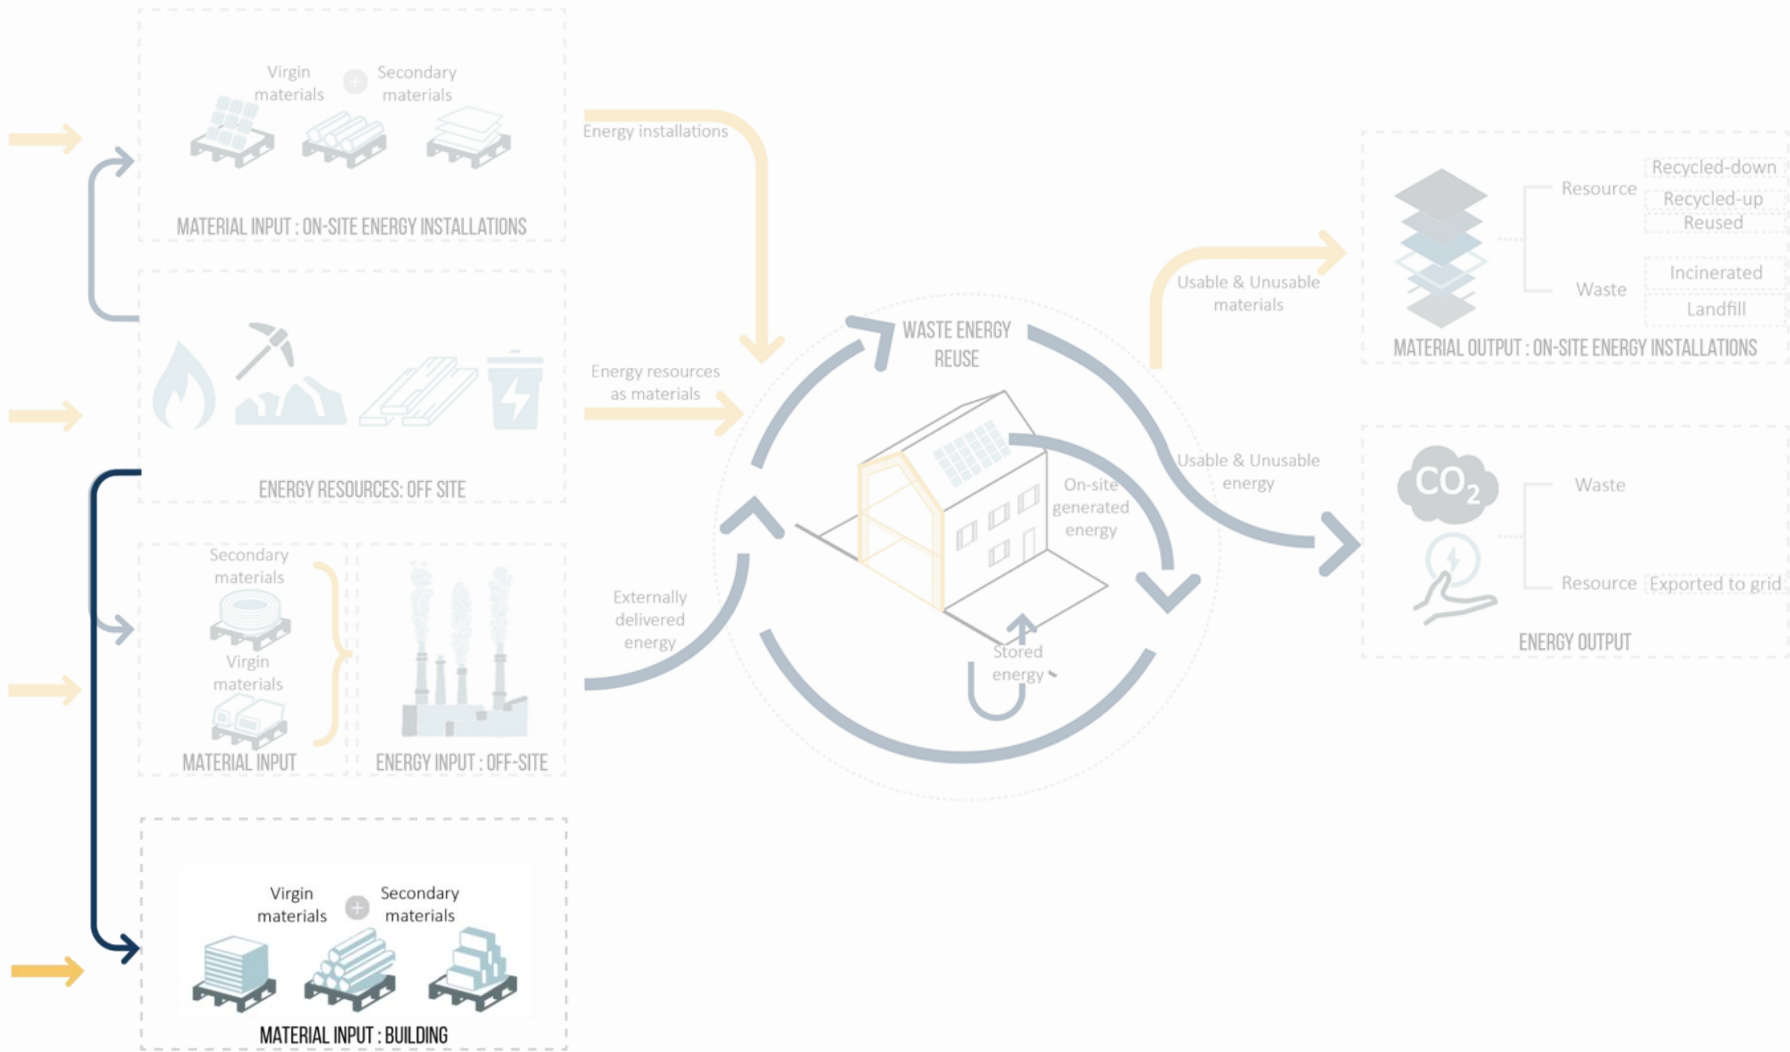 Virgin
materials
Secondary
materials
MATERIAL INPUT : ON-SITE ENERGY INSTALLATIONS
ENERGY RESOURCES: OFF SITE
Secondary
materials
Virgin
materials
MATERIAL INPUT
ENERGY INPUT : OFF-SITE
Virgin
materials
Secondary
materials
MATERIAL INPUT : BUILDING
Energy installations
Energy resources
as materials
Externally
delivered
energy
WASTE ENERGY
REUSE
On-site
generated
energy
Stored
energy
Usable & Unusable
materials
Usable & Unusable
energy
Resource
Recycled-down
Recycled-up
Reused
Waste
Incinerated
Landfill
MATERIAL OUTPUT : ON-SITE ENERGY INSTALLATIONS
CO2
Waste
Resource
Exported to grid
ENERGY OUTPUT